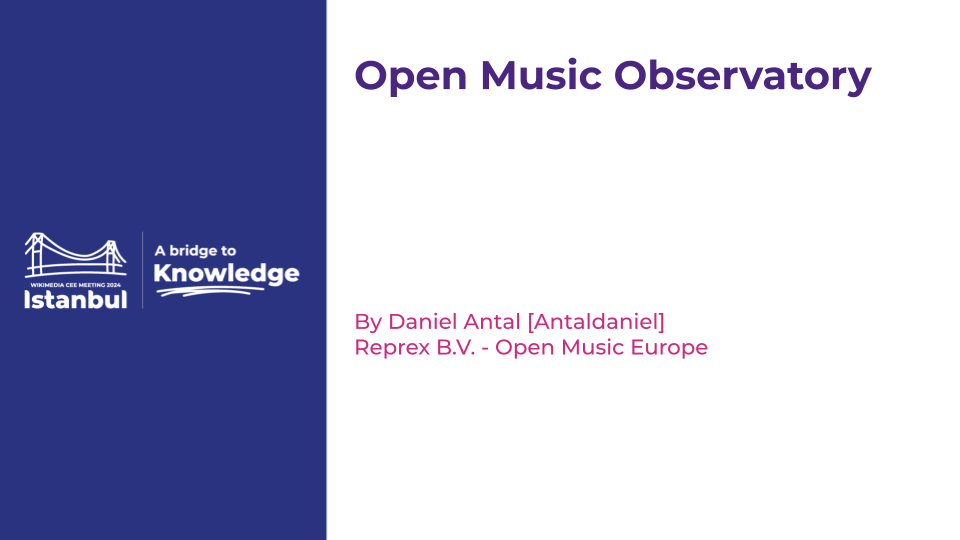 Open Music Observatory
A bridge to
Knowledge
WIKIMEDIA CEE MEETING 2024
Istanbul
By Daniel Antal [Antaldaniel]
Reprex B.V. - Open Music Europe